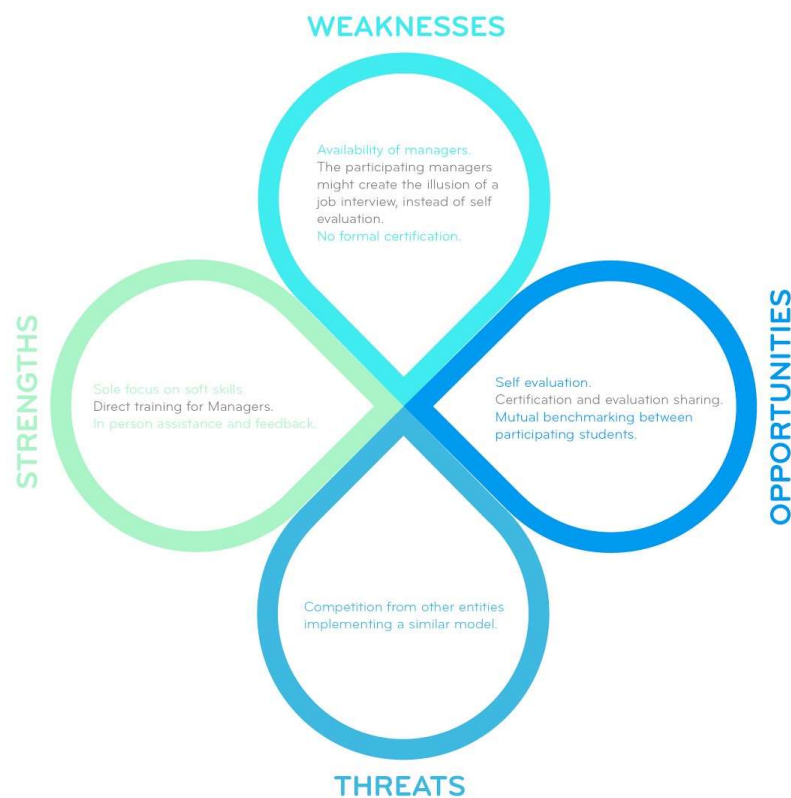 WEAKNESSES
Availability of managers.
The participating managers
might create the illusion of a
job interview, instead of self
evaluation.
No formal certification.
STRENGTHS
Sole focus on soft skills
Direct training for Managers.
In person assistance and feedback.
OPPORTUNITIES
Self evaluation.
Certification and evaluation sharing.
Mutual benchmarking between
participating students.
Competition from other entities
implementing a similar model.
THREATS